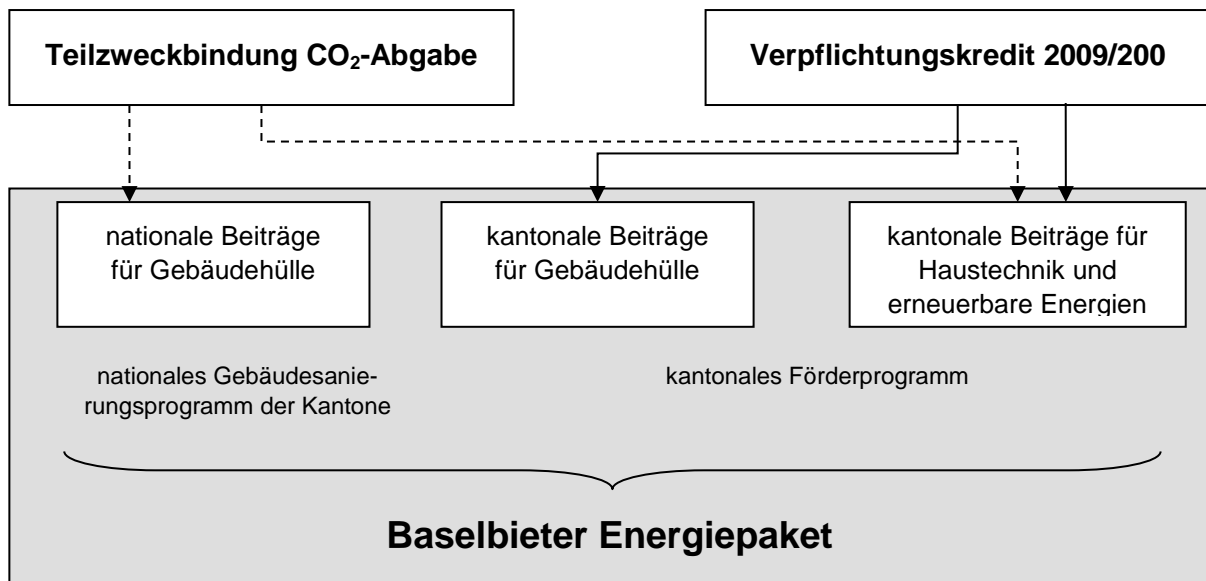 Teilzweckbindung CO₂-Abgabe
Verpflichtungskredit 2009/200
nationale Beiträge
für Gebäudehülle
kantonale Beiträge
für Gebäudehülle
kantonale Beiträge für
Haustechnik und
erneuerbare Energien
nationales Gebäudesanie-
rungsprogramm der Kantone
kantonales Förderprogramm
Baselbieter Energiepaket